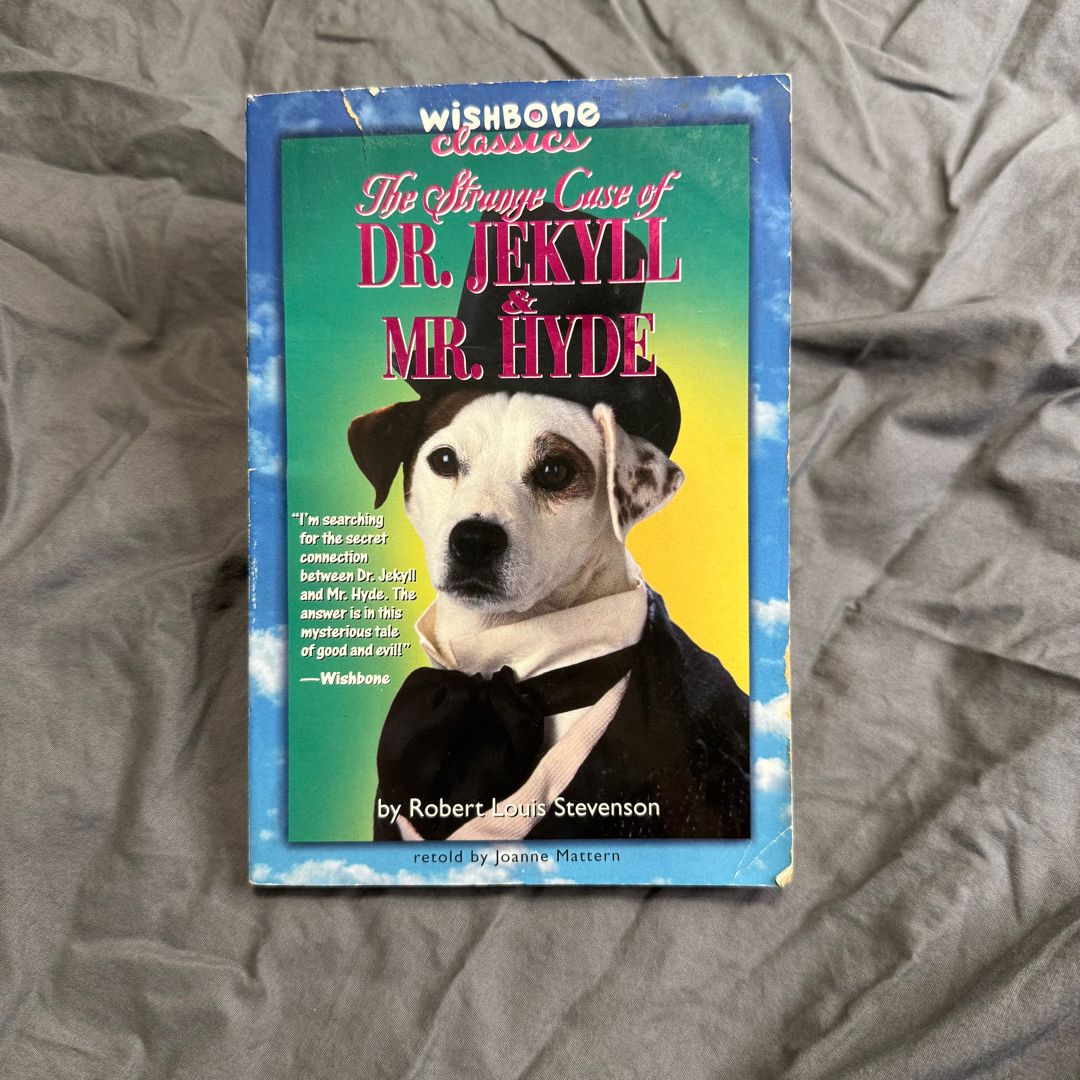 WiSHBONe
classics
The Strange Case of
DR. JEKYLL
&
MR. HYDE
"I'm searching
for the secret
connection
between Dr. Jekyll
and Mr. Hyde. The
answer is in this
mysterious tale
of good and evil!"
—Wishbone
by Robert Louis Stevenson
retold by Joanne Mattern